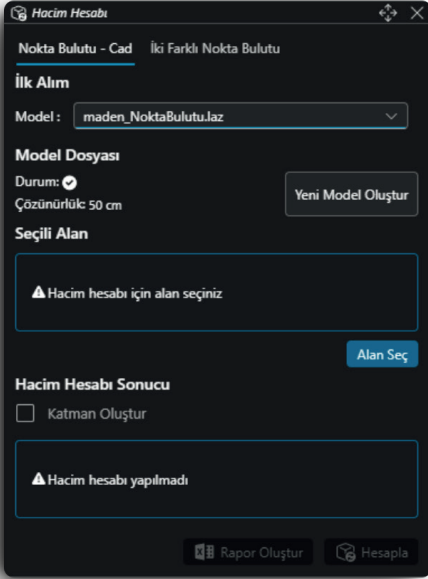 Hacim Hesabı
Nokta Bulutu - Cad İki Farklı Nokta Bulutu
İlk Alım
Model : maden_NoktaBulutu.laz
Model Dosyası
Durum:
Çözünürlük: 50 cm
Yeni Model Oluştur
Seçili Alan
Hacim hesabı için alan seçiniz
Alan Seç
Hacim Hesabı Sonucu
Katman Oluştur
Hacim hesabı yapılmadı
Rapor Oluştur Hesapla